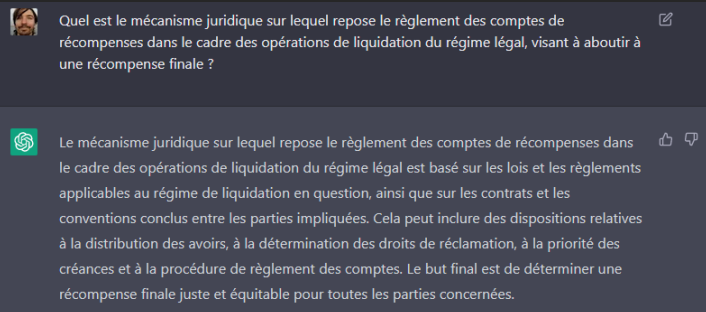 Quel est le mécanisme juridique sur lequel repose le règlement des comptes de
récompenses dans le cadre des opérations de liquidation du régime légal, visant à aboutir à
une récompense finale ?
Le mécanisme juridique sur lequel repose le règlement des comptes de récompenses dans
le cadre des opérations de liquidation du régime légal est basé sur les lois et les règlements
applicables au régime de liquidation en question, ainsi que sur les contrats et les
conventions conclus entre les parties impliquées. Cela peut inclure des dispositions relatives
à la distribution des avoirs, à la détermination des droits de réclamation, à la priorité des
créances et à la procédure de règlement des comptes. Le but final est de déterminer une
récompense finale juste et équitable pour toutes les parties concernées.